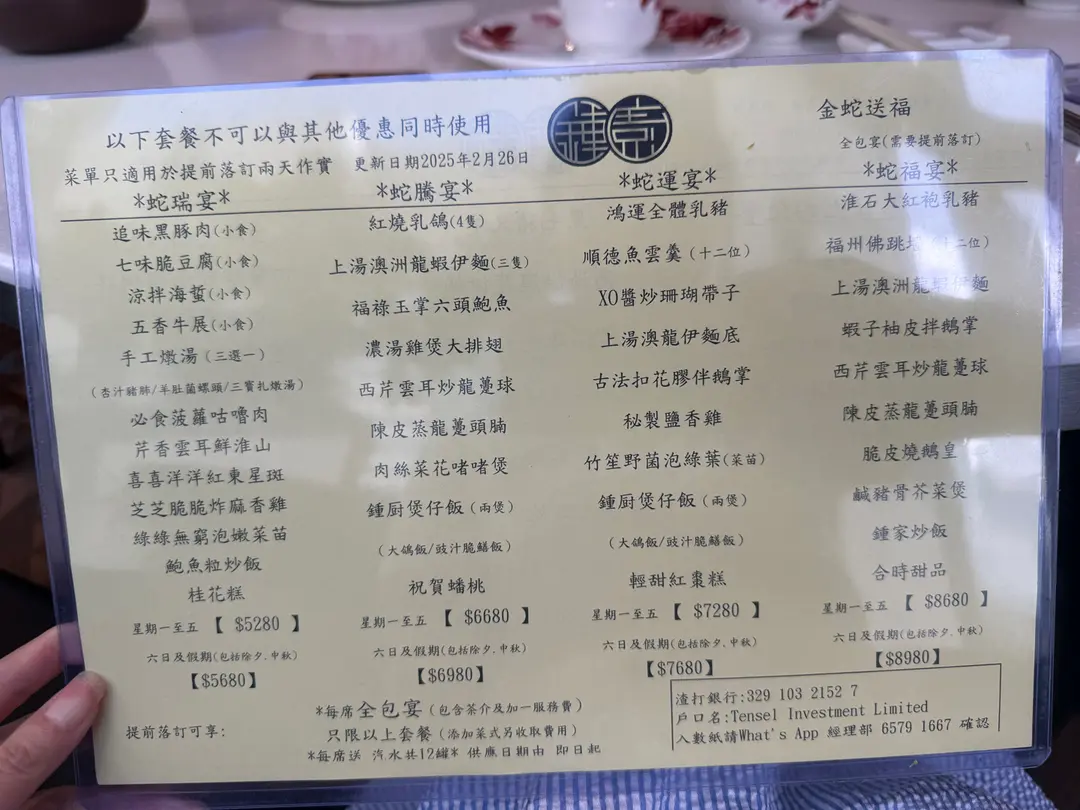 以下套餐不可以與其他優惠同時使用
菜單只適用於提前落訂兩天作實 更新日期2025年2月26日
鍾
金蛇送福
全包宴(需要提前落訂)
*蛇瑞宴*
追味黑豚肉(小食)
七味脆豆腐(小食)
涼拌海蜇(小食)
五香牛展(小食)
手工燉湯(三選一)
(杏汁豬肺/羊肚菌螺頭/三寶扎燉湯)
必食菠蘿咕嚕肉
芹香雲耳鮮淮山
喜喜洋洋紅東星斑
芝芝脆脆炸麻香雞
綠綠無窮泡嫩菜苗
鮑魚粒炒飯
桂花糕
星期一至五【 $5280 】
六日及假期(包括除夕.中秋)
【$5680】
*蛇騰宴*
紅燒乳鴿(4隻)
上湯澳洲龍蝦伊麵(三隻)
福祿玉掌六頭鮑魚
濃湯雞煲大排翅
西芹雲耳炒龍躉球
陳皮蒸龍躉頭腩
肉絲菜花啫啫煲
鍾厨煲仔飯(兩煲)
(大鴿飯/豉汁脆鱔飯)
祝賀蟠桃
星期一至五【 $6680 】
六日及假期(包括除夕.中秋)
【$6980】
*蛇運宴*
鴻運全體乳豬
順德魚雲羹(十二位)
XO醬炒珊瑚帶子
上湯澳龍伊麵底
古法扣花膠伴鵝掌
秘製鹽香雞
竹笙野菌泡綠葉(菜苗)
鍾厨煲仔飯(兩煲)
(大鴿飯/豉汁脆鱔飯)
輕甜紅棗糕
星期一至五【 $7280 】
六日及假期(包括除夕.中秋)
【$7680】
*蛇福宴*
淮石大紅袍乳豬
福州佛跳(十二位)
上湯澳洲龍蝦伊麵
蝦子柚皮拌鵝掌
西芹雲耳炒龍躉球
陳皮蒸龍躉頭腩
脆皮燒鵝皇
鹹豬骨芥菜煲
鍾家炒飯
合時甜品
星期一至五【 $8680 】
六日及假期(包括除夕.中秋)
【$8980】
提前落訂可享:
*每席全包宴(包含茶介及加一服務費)
只限以上套餐(添加菜式另收取費用)
*每席送 汽水共12罐* 供應日期由 即日起
渣打銀行:329 103 2152 7
戶口名:Tensel Investment Limited
入數紙請What's App 經理部 6579 1667 確認